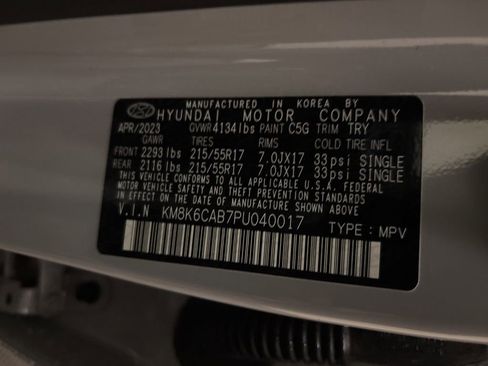 MANUFACTURED IN KOREA BY
HYUNDAI MOTOR COMPANY
APR/2023 GVWR 4134lbs PAINT C5G TRIM TRY
GAWR TIRES RIMS COLD TIRE INFL
FRONT 2293 lbs 215/55R17 7.0JX17 33psi SINGLE
REAR 2116 lbs 215/55R17 7.0JX17 33psi SINGLE
THIS VEHICLE CONFORMS TO ALL APPLICABLE U.S.A. FEDERAL
MOTOR VEHICLE SAFETY AND THEFT PREVENTION STANDARDS
IN EFFECT ON THE DATE OF MANUFACTURE SHOWN ABOVE.
V.I.N KM8K6CAB7PU040017
TYPE : MPV